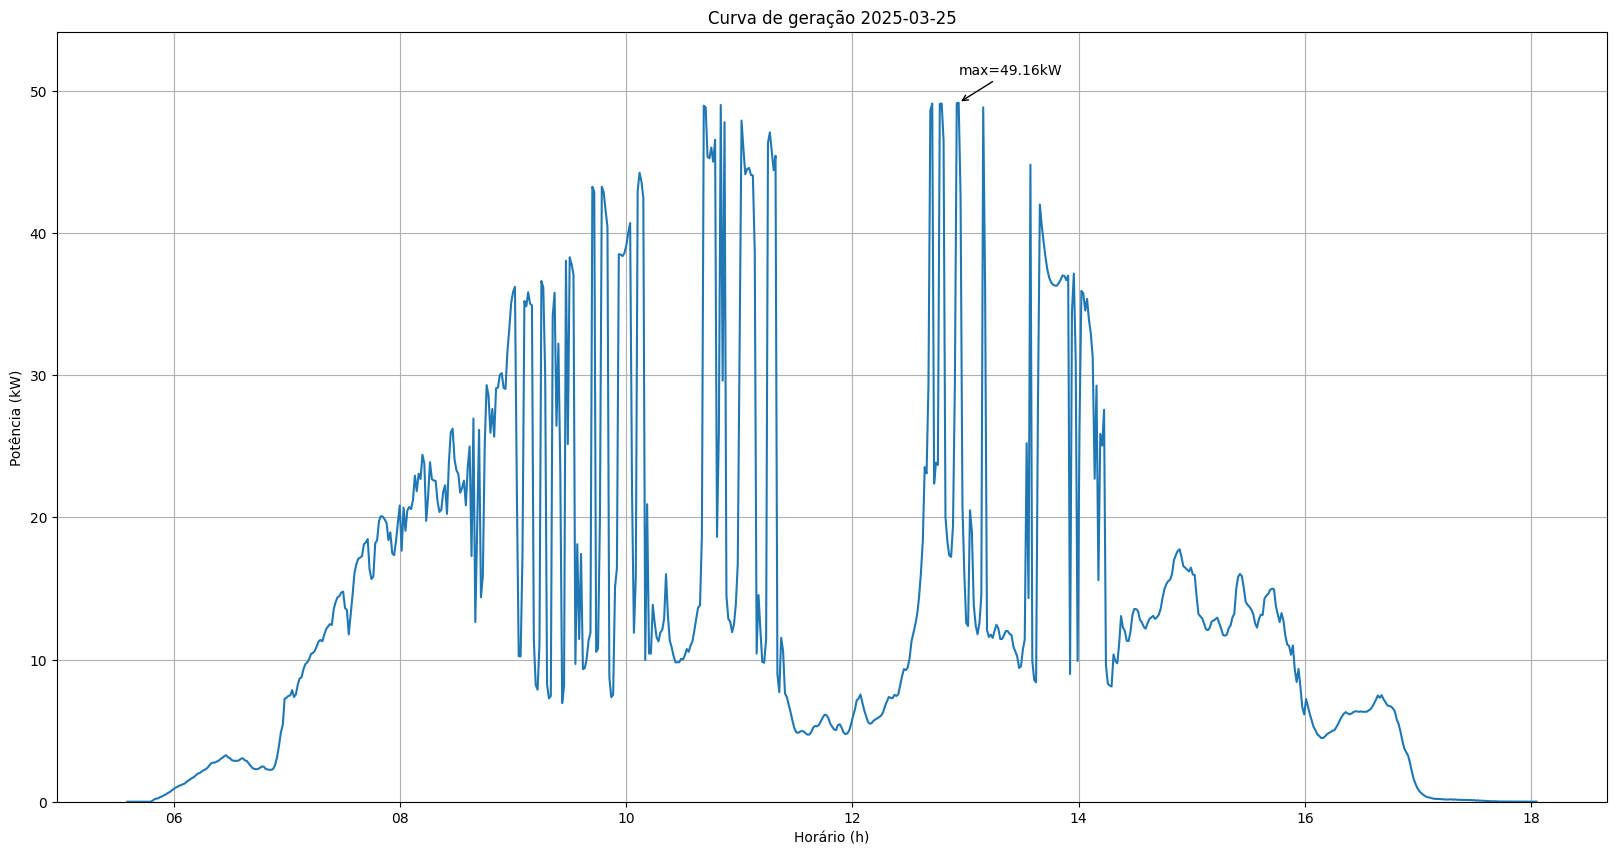 Curva de geração 2025-03-25
max=49.16kW
50
40
30
20
10
0
Potência (kW)
06 08 10 12 14 16 18
Horário (h)